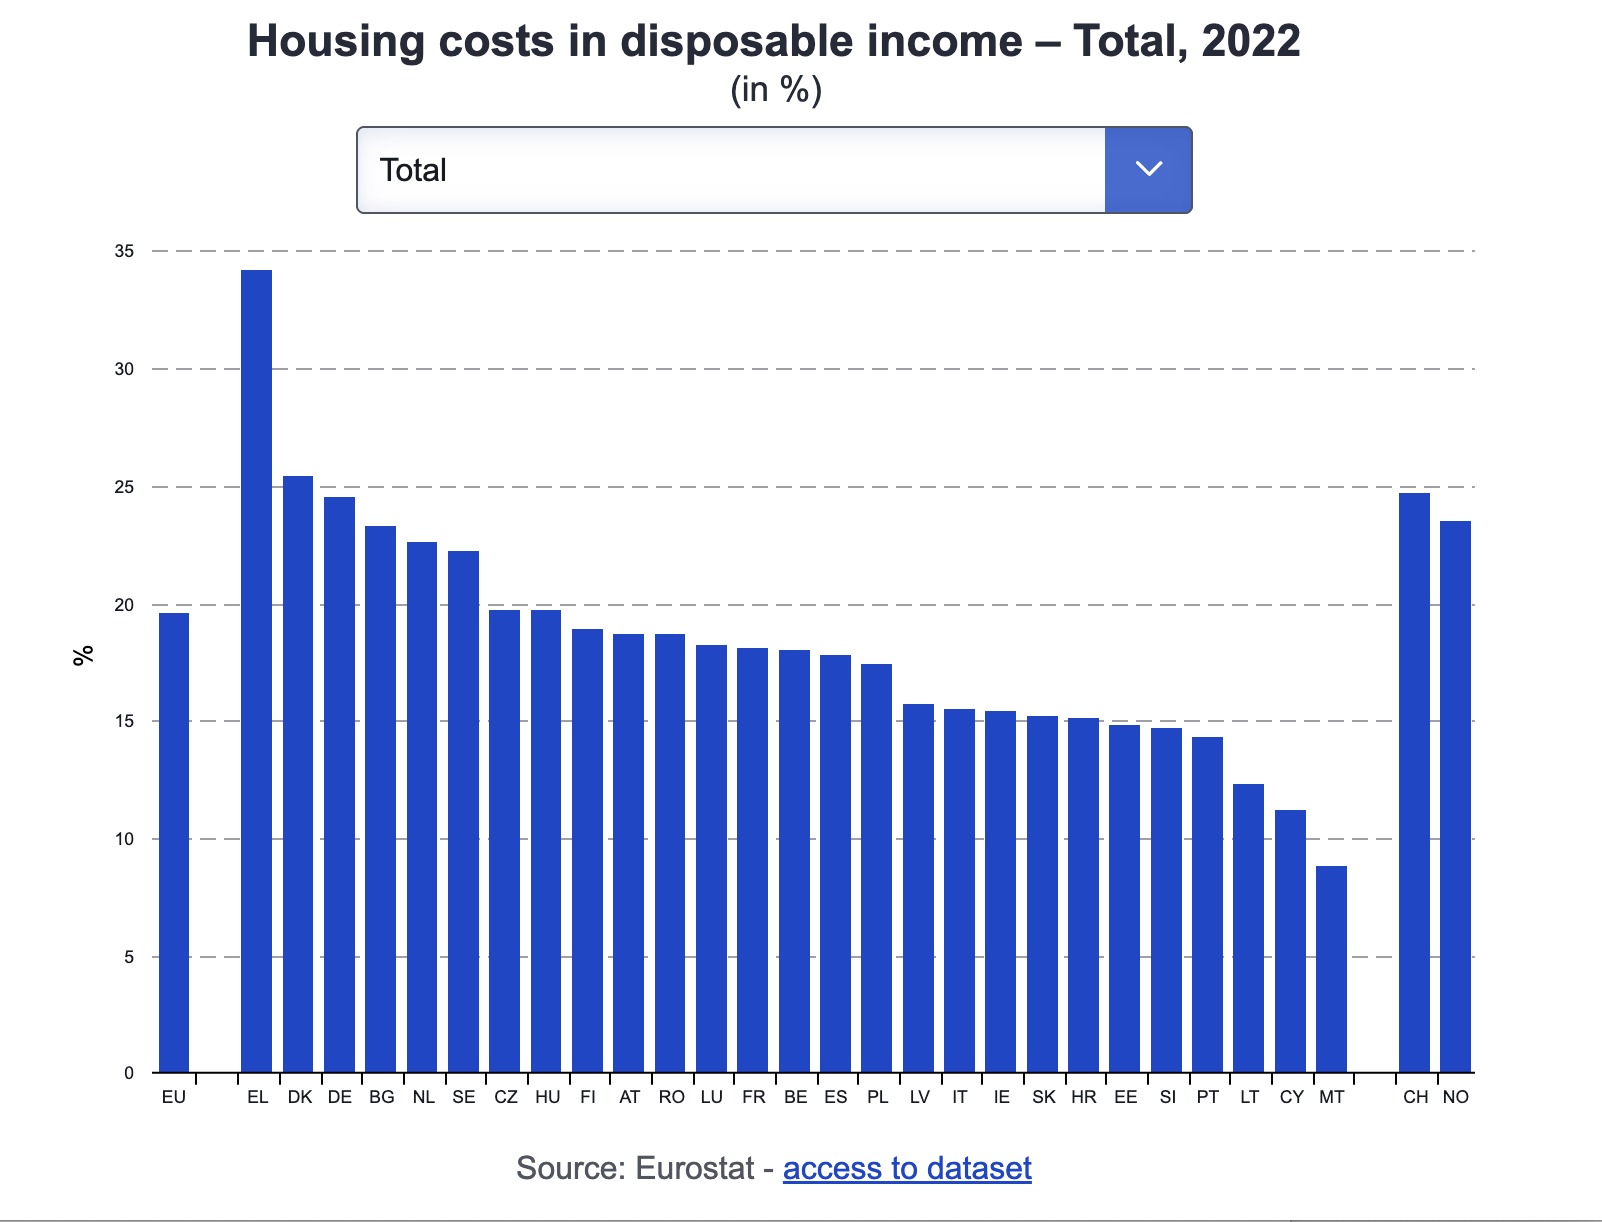 Housing costs in disposable income – Total, 2022
(in %)
Total
35
30
25
20
15
10
5
0
%
EU EL DK DE BG NL SE CZ HU FI AT RO LU FR BE ES PL LV IT IE SK HR EE SI PT LT CY MT CH NO
Source: Eurostat - access to dataset